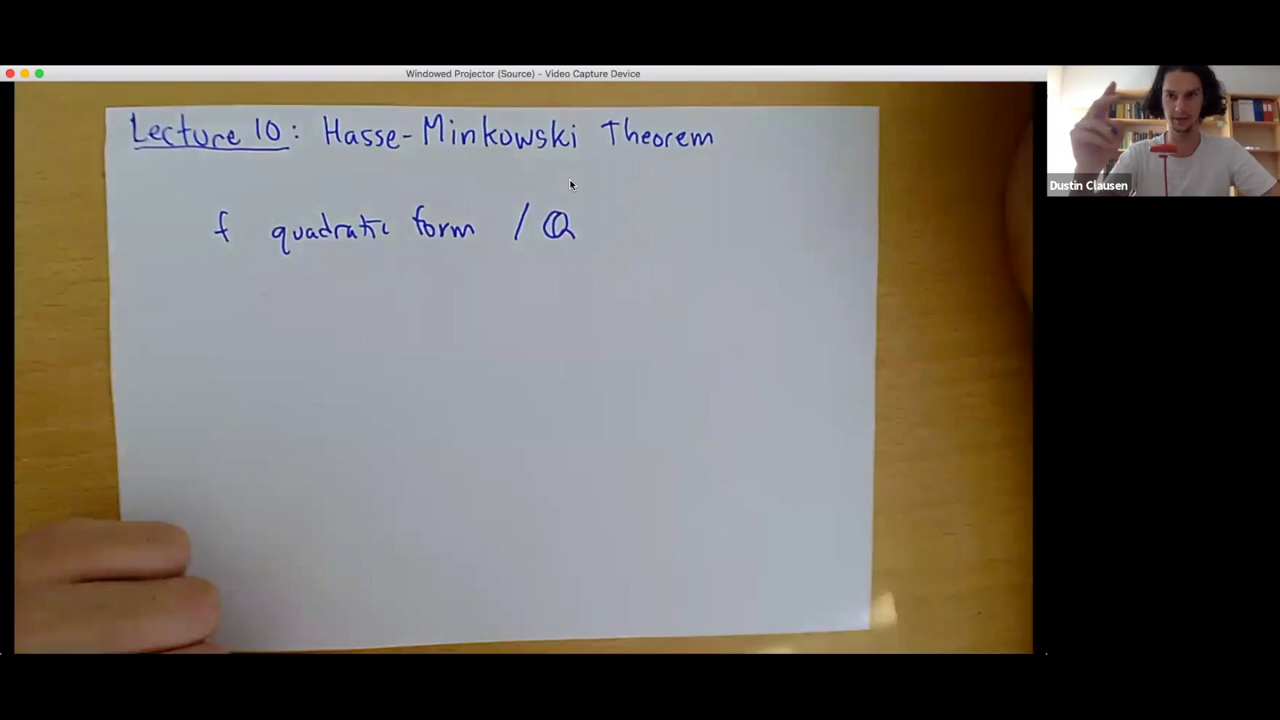 Windowed Projector (Source) - Video Capture Device
Lecture 10: Hasse-Minkowski Theorem
Dustin Clausen
f quadratic form / ℚ